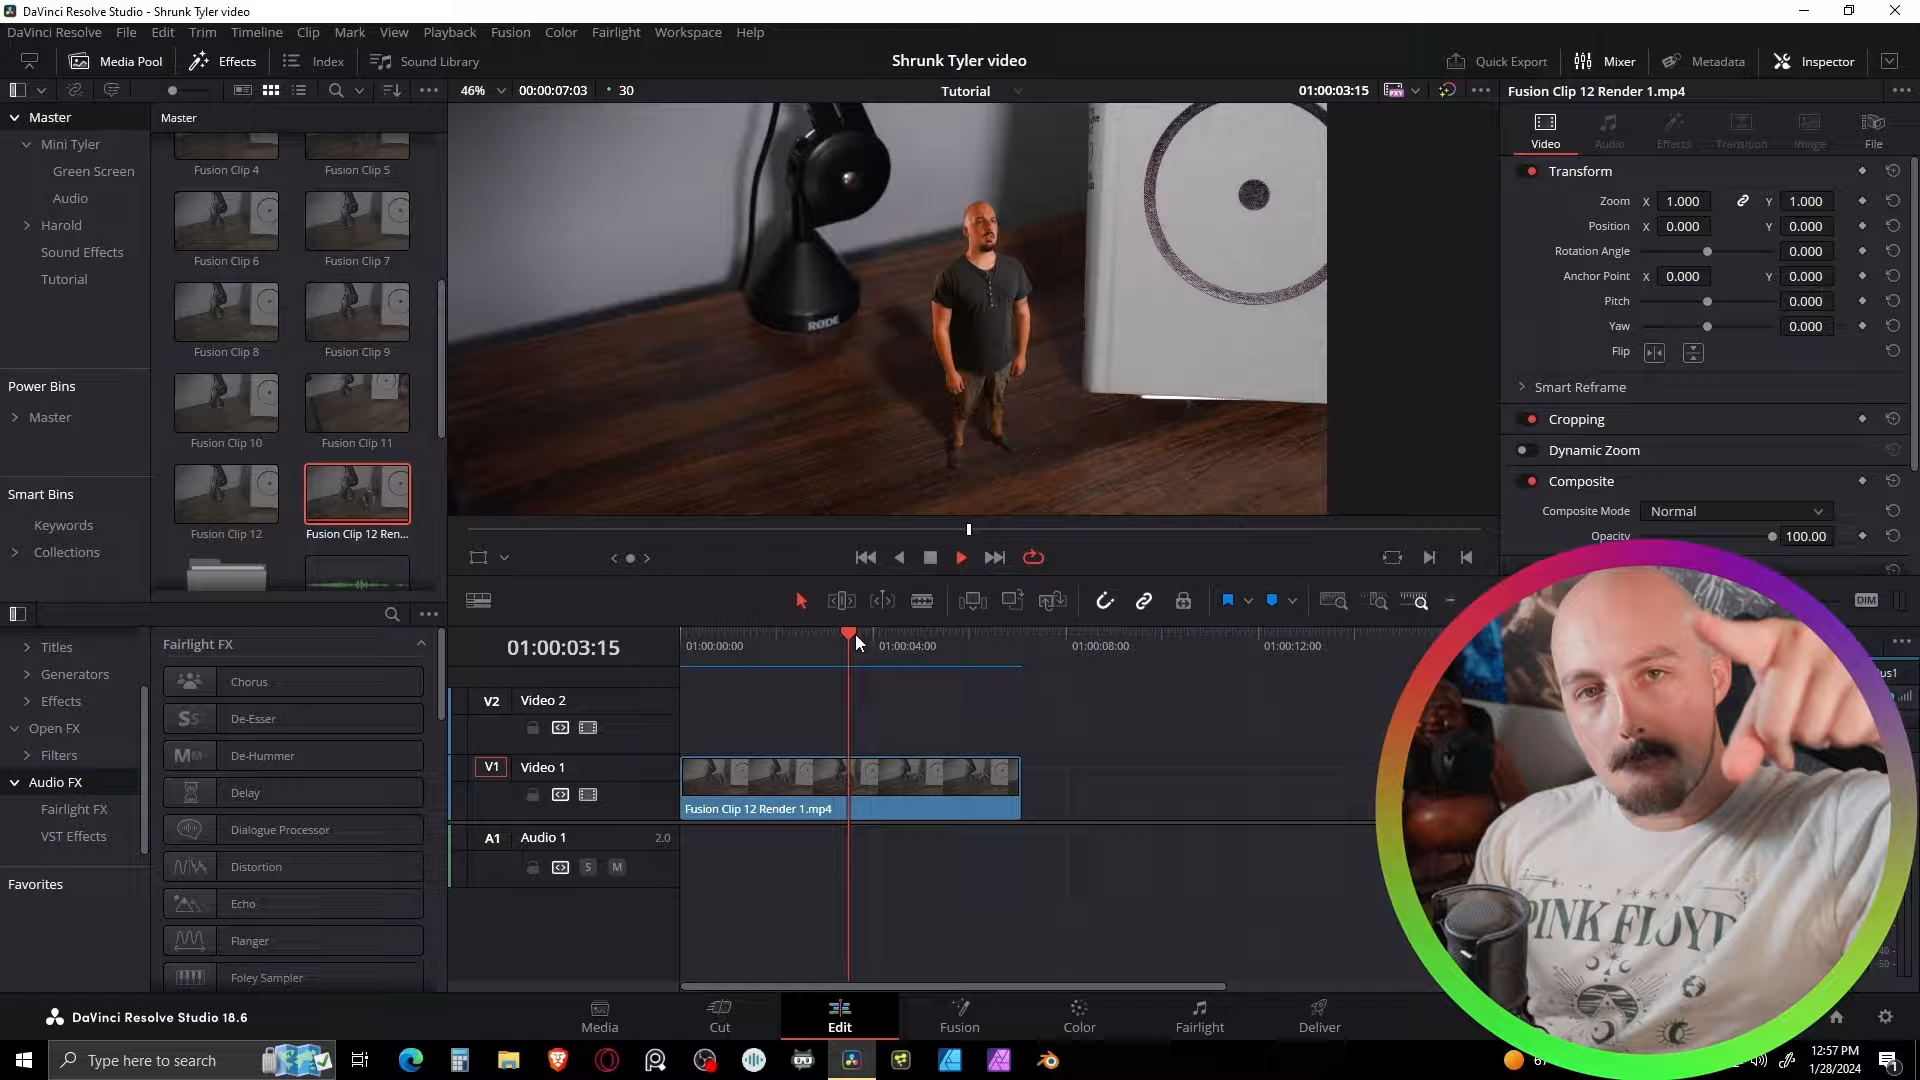 DaVinci Resolve Studio - Shrunk Tyler video
DaVinci Resolve File Edit Trim Timeline Clip Mark View Playback Fusion Color Fairlight Workspace Help
Media Pool Effects Index Sound Library Shrunk Tyler video Quick Export Mixer Metadata Inspector
46% 00:00:07:03 30 Tutorial 01:00:03:15 Fusion Clip 12 Render 1.mp4
Master
Mini Tyler
Green Screen
Audio
Harold
Sound Effects
Tutorial
Power Bins
Master
Smart Bins
Keywords
Collections
Master
Fusion Clip 4 Fusion Clip 5
Fusion Clip 6 Fusion Clip 7
Fusion Clip 8 Fusion Clip 9
Fusion Clip 10 Fusion Clip 11
Fusion Clip 12 Fusion Clip 12 Ren...
RØDE
Video Audio Effects Transition Image File
Transform
Zoom X 1.000 Y 1.000
Position X 0.000 Y 0.000
Rotation Angle 0.000
Anchor Point X 0.000 Y 0.000
Pitch 0.000
Yaw 0.000
Flip
Smart Reframe
Cropping
Dynamic Zoom
Composite
Composite Mode Normal
Opacity 100.00
Titles
Generators
Effects
Open FX
Filters
Audio FX
Fairlight FX
VST Effects
Favorites
Fairlight FX
Chorus
De-Esser
De-Hummer
Delay
Dialogue Processor
Distortion
Echo
Flanger
Foley Sampler
DIM
01:00:03:15 01:00:00:00 01:00:04:00 01:00:08:00 01:00:12:00
V2 Video 2
V1 Video 1
Fusion Clip 12 Render 1.mp4
A1 Audio 1 2.0
S M
PINK FLOYD
DaVinci Resolve Studio 18.6
Media Cut Edit Fusion Color Fairlight Deliver
Type here to search
12:57 PM
1/28/2024